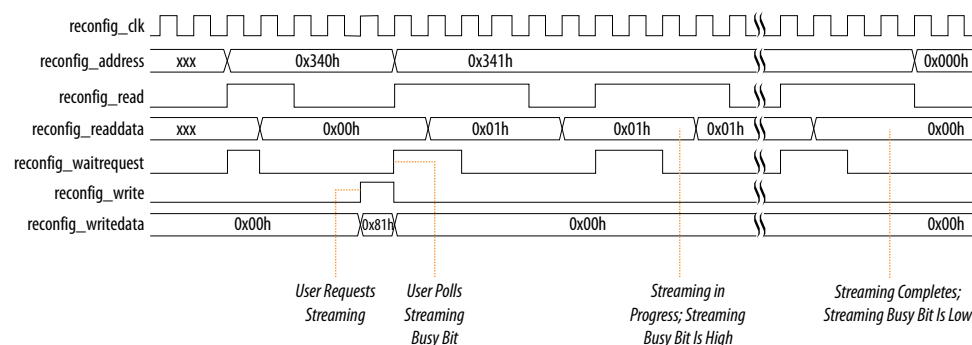 reconfig_clk
reconfig_address xxx 0x340h 0x341h 0x000h
reconfig_read
reconfig_readdata xxx 0x00h 0x01h 0x01h 0x01h 0x00h
reconfig_waitrequest
reconfig_write
reconfig_writedata 0x00h 0x81h 0x00h 0x00h
User Requests
Streaming
User Polls
Streaming
Busy Bit
Streaming in
Progress; Streaming
Busy Bit Is High
Streaming Completes;
Streaming Busy Bit Is Low